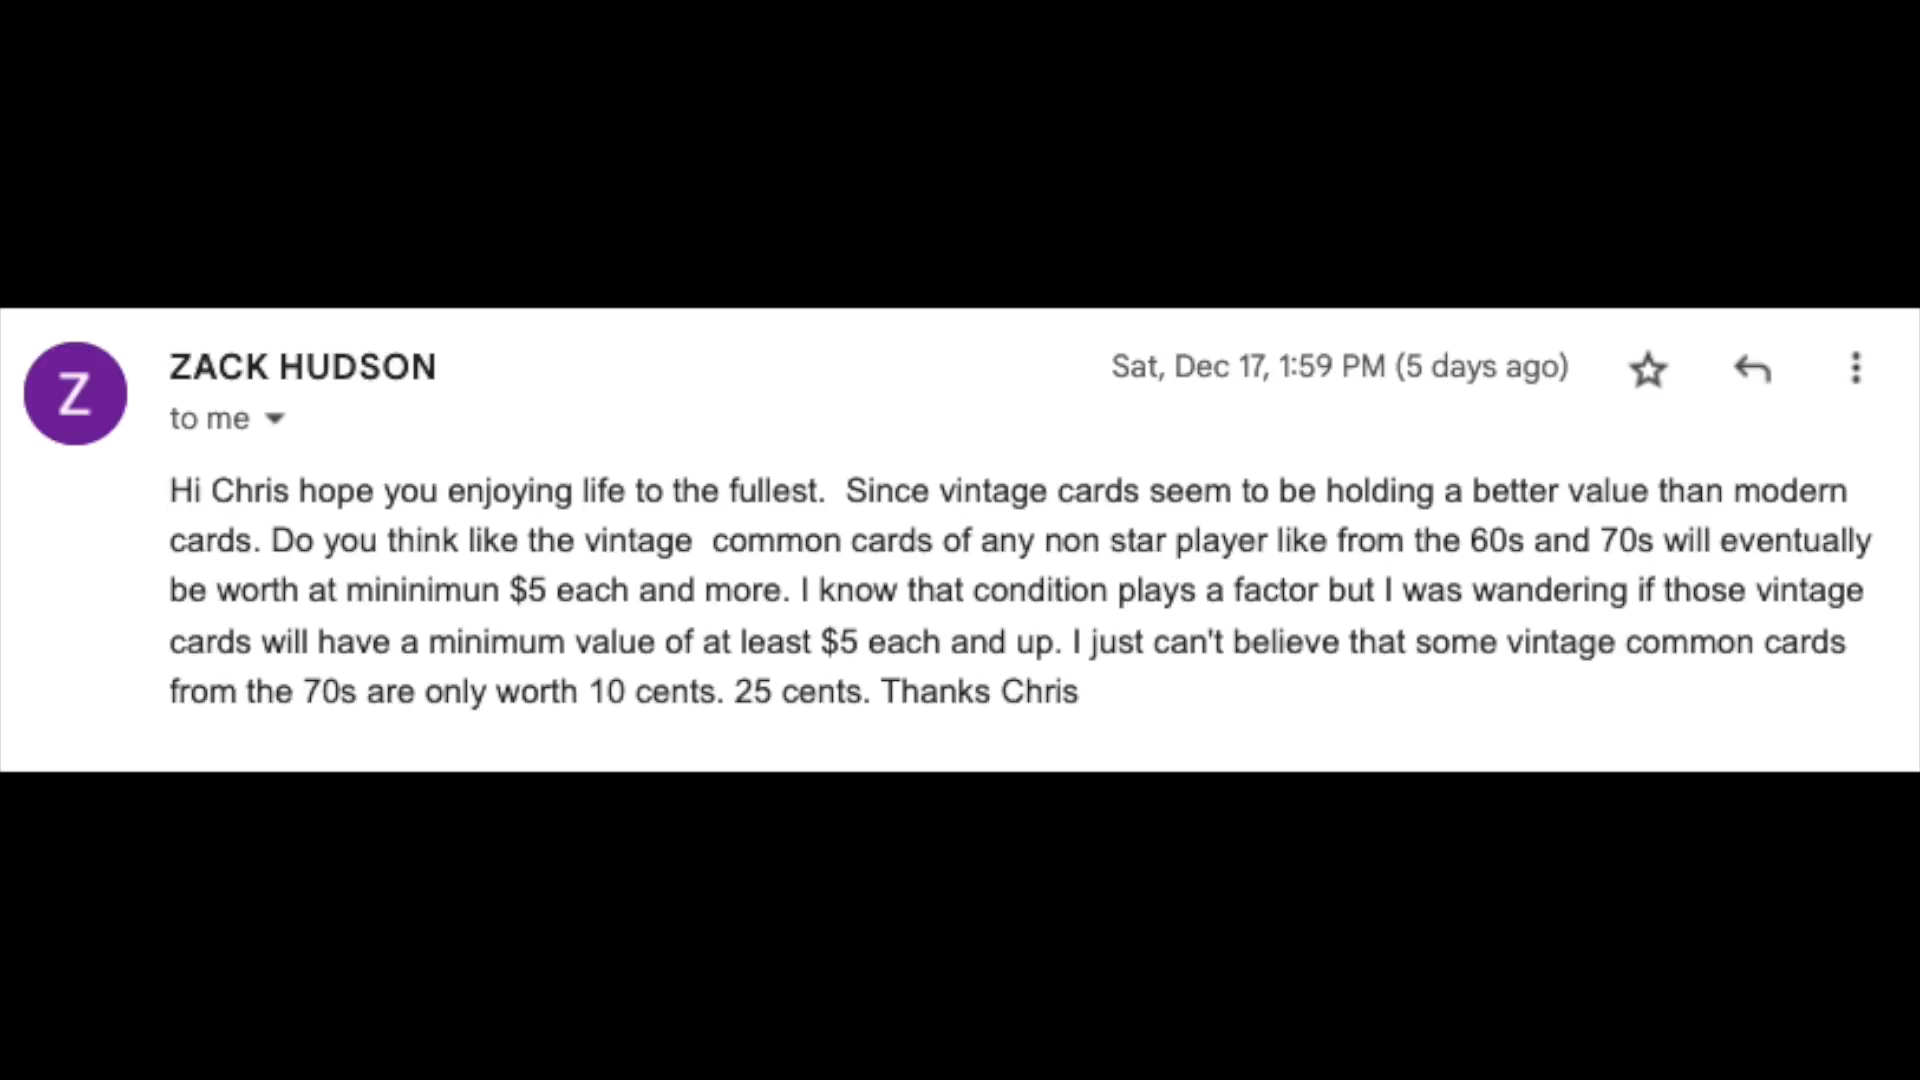 Z
ZACK HUDSON
Sat, Dec 17, 1:59 PM (5 days ago)
to me
Hi Chris hope you enjoying life to the fullest.  Since vintage cards seem to be holding a better value than modern
cards. Do you think like the vintage  common cards of any non star player like from the 60s and 70s will eventually
be worth at mininimun $5 each and more. I know that condition plays a factor but I was wandering if those vintage
cards will have a minimum value of at least $5 each and up. I just can't believe that some vintage common cards
from the 70s are only worth 10 cents. 25 cents. Thanks Chris